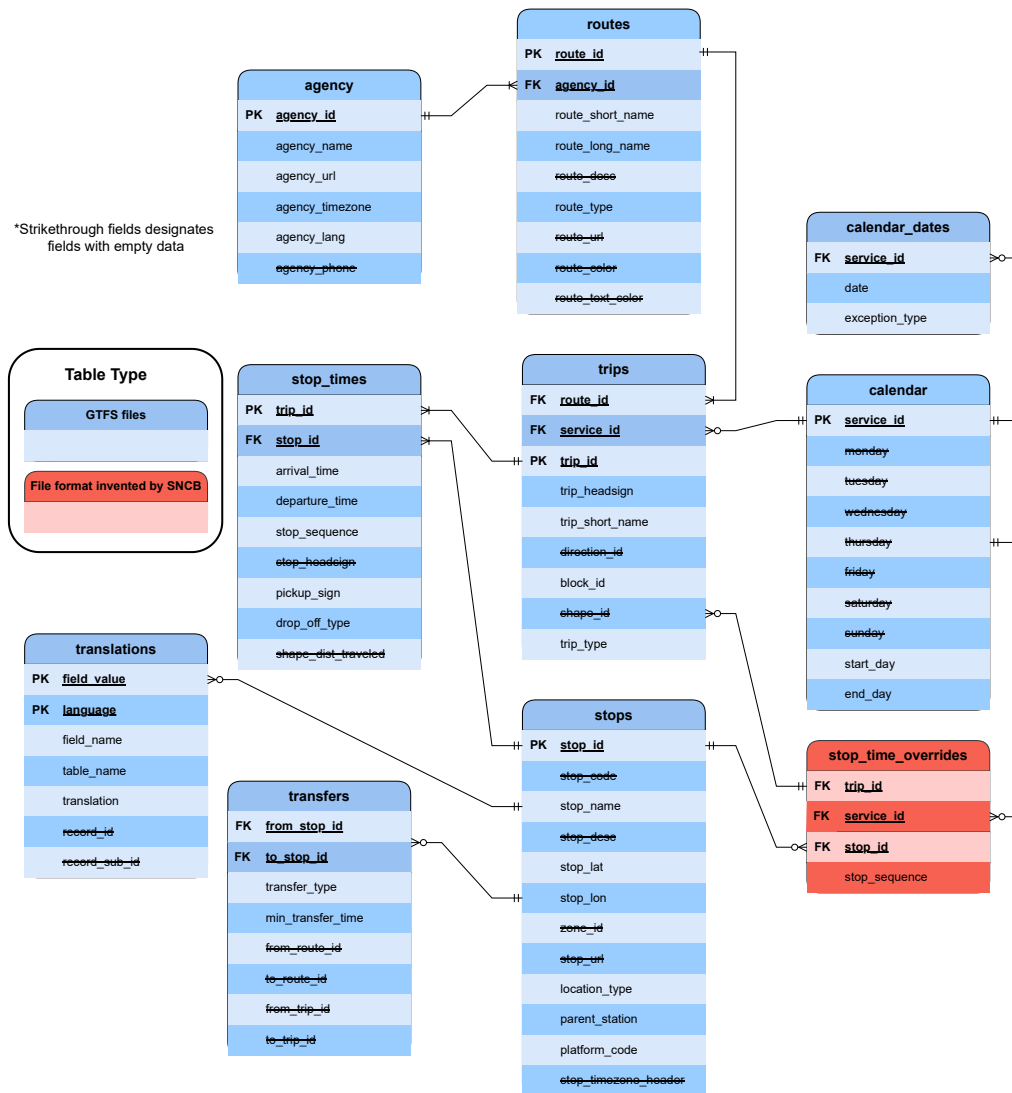 routes
PK route_id
FK agency_id
route_short_name
route_long_name
route_desc
route_type
route_url
route_color
route_text_color
agency
PK agency_id
agency_name
agency_url
agency_timezone
agency_lang
agency_phone
*Strikethrough fields designates
fields with empty data
calendar_dates
FK service_id
date
exception_type
Table Type
GTFS files
File format invented by SNCB
stop_times
PK trip_id
FK stop_id
arrival_time
departure_time
stop_sequence
stop_headsign
pickup_sign
drop_off_type
shape_dist_traveled
trips
FK route_id
FK service_id
PK trip_id
trip_headsign
trip_short_name
direction_id
block_id
shape_id
trip_type
calendar
PK service_id
monday
tuesday
wednesday
thursday
friday
saturday
sunday
start_day
end_day
translations
PK field_value
PK language
field_name
table_name
translation
record_id
record_sub_id
transfers
FK from_stop_id
FK to_stop_id
transfer_type
min_transfer_time
from_route_id
to_route_id
from_trip_id
to_trip_id
stops
PK stop_id
stop_code
stop_name
stop_desc
stop_lat
stop_lon
zone_id
stop_url
location_type
parent_station
platform_code
stop_timezone_header
stop_time_overrides
FK trip_id
FK service_id
FK stop_id
stop_sequence